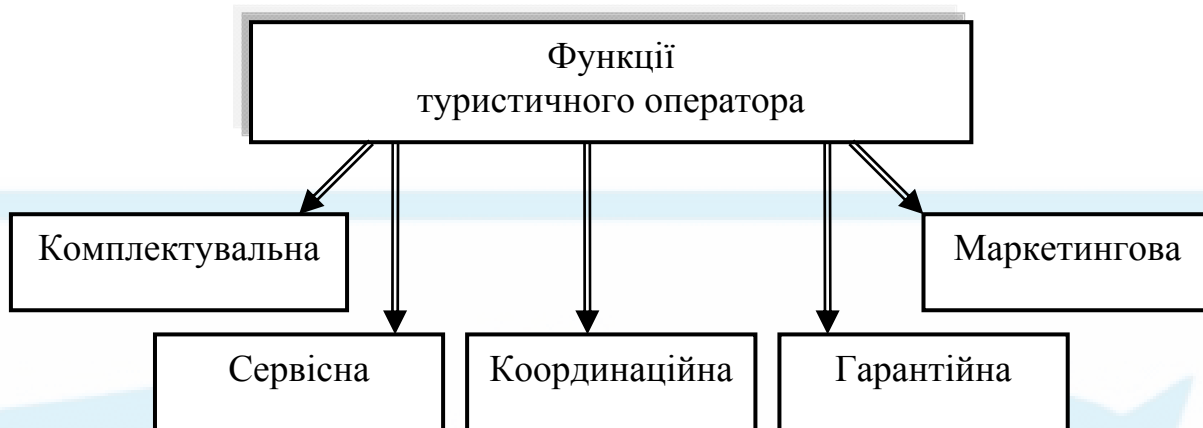 Функції
туристичного оператора
Комплектувальна
Маркетингова
Сервісна
Координаційна
Гарантійна